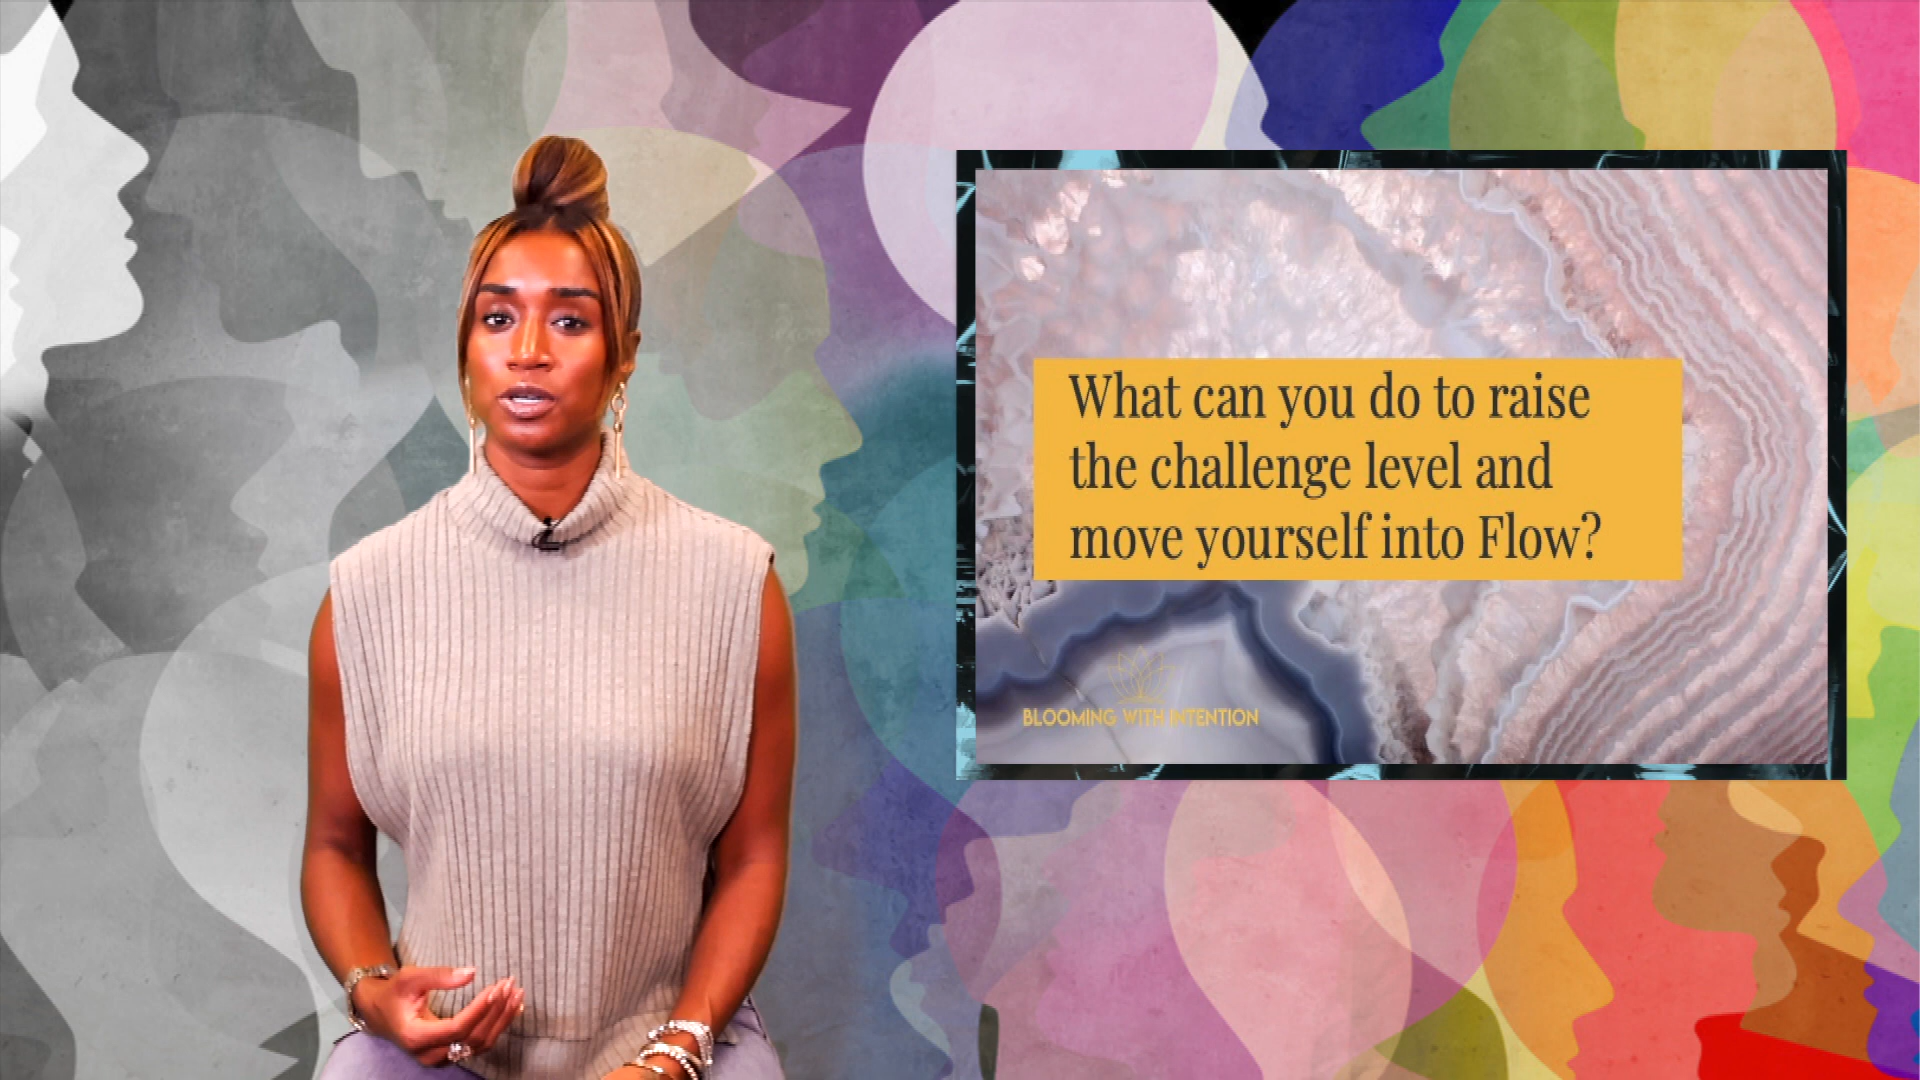 What can you do to raise
the challenge level and
move yourself into Flow?
BLOOMING WITH INTENTION